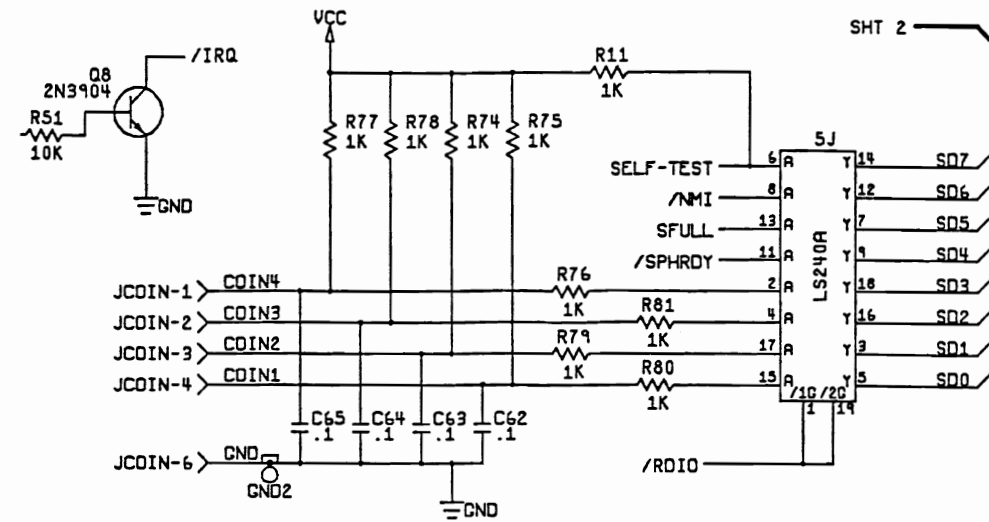 VCC
SHT 2
/IRQ
Q8
2N3904
R51
10K
GND
R11
1K
R77
1K
R78
1K
R74
1K
R75
1K
5J
LS240A
SELF-TEST 6 A Y 14 SD7
/NMI 8 A Y 12 SD6
SFULL 13 A Y 7 SD5
/SPHRDY 11 A Y 9 SD4
JCOIN-1 COIN4 R76 1K 2 A Y 18 SD3
JCOIN-2 COIN3 R81 1K 4 A Y 16 SD2
JCOIN-3 COIN2 R79 1K 17 A Y 3 SD1
JCOIN-4 COIN1 R80 1K 15 A Y 5 SD0
/1G /2G
1 19
C65
.1
C64
.1
C63
.1
C62
.1
JCOIN-6 GND
GND2
GND
/RDIO